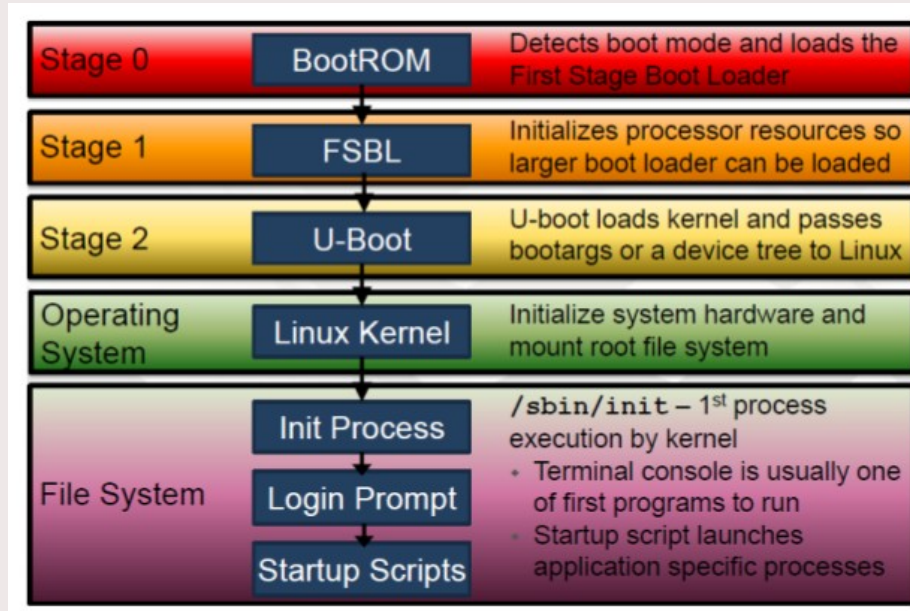 Stage 0
BootROM
Detects boot mode and loads the
First Stage Boot Loader
Stage 1
FSBL
Initializes processor resources so
larger boot loader can be loaded
Stage 2
U-Boot
U-boot loads kernel and passes
bootargs or a device tree to Linux
Operating
System
Linux Kernel
Initialize system hardware and
mount root file system
File System
Init Process
Login Prompt
Startup Scripts
/sbin/init – 1st process
execution by kernel
• Terminal console is usually one
of first programs to run
• Startup script launches
application specific processes